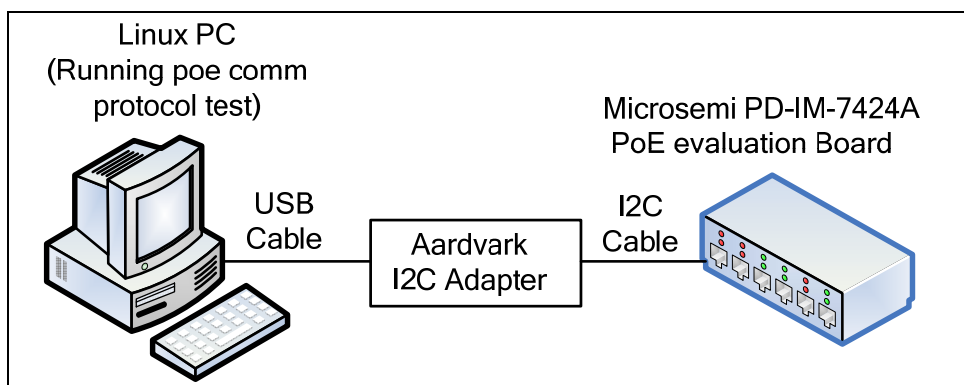 Linux PC
(Running poe comm
protocol test)
USB
Cable
Aardvark
I2C Adapter
I2C
Cable
Microsemi PD-IM-7424A
PoE evaluation Board